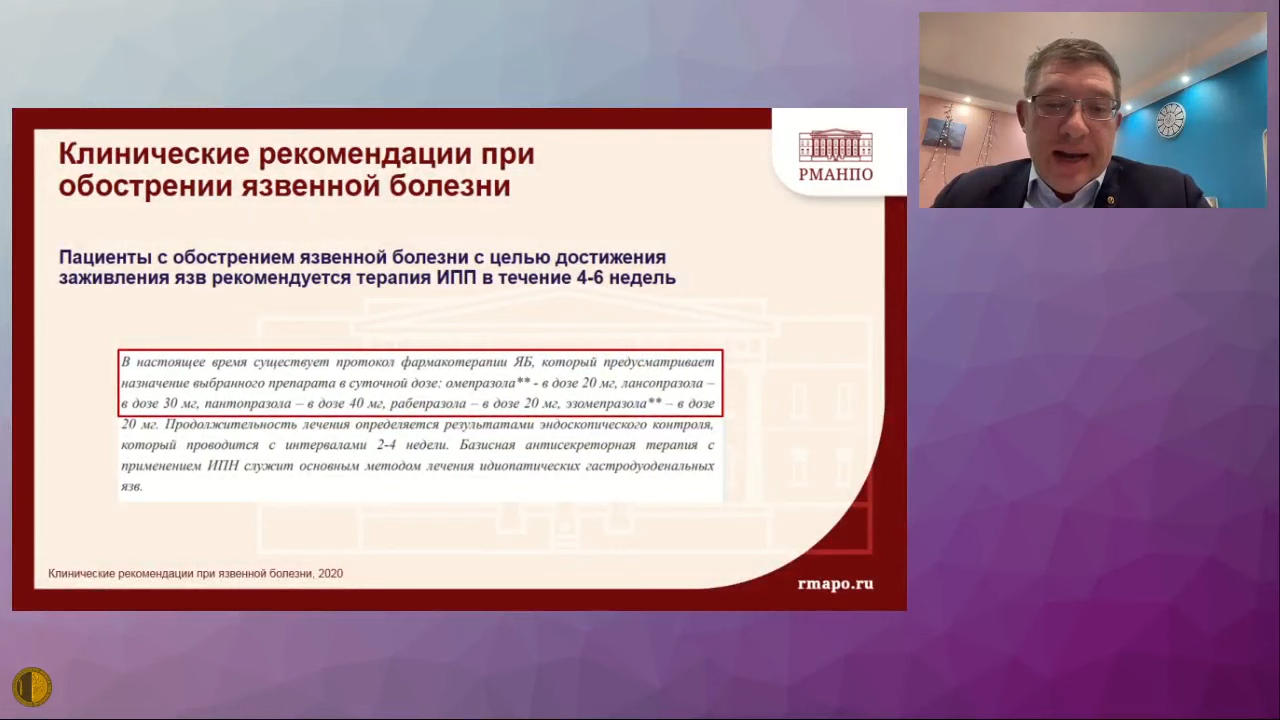 Клинические рекомендации при
обострении язвенной болезни
РМАНПО
Пациенты с обострением язвенной болезни с целью достижения
заживления язв рекомендуется терапия ИПП в течение 4-6 недель
В настоящее время существует протокол фармакотерапии ЯБ, который предусматривает
назначение выбранного препарата в суточной дозе: омепразола** - в дозе 20 мг, лансопразола –
в дозе 30 мг, пантопразола – в дозе 40 мг, рабепразола – в дозе 20 мг, эзомепразола** – в дозе
20 мг. Продолжительность лечения определяется результатами эндоскопического контроля,
который проводится с интервалами 2-4 недели. Базисная антисекреторная терапия с
применением ИПН служит основным методом лечения идиопатических гастродуоденальных
язв.
Клинические рекомендации при язвенной болезни, 2020
rmapo.ru